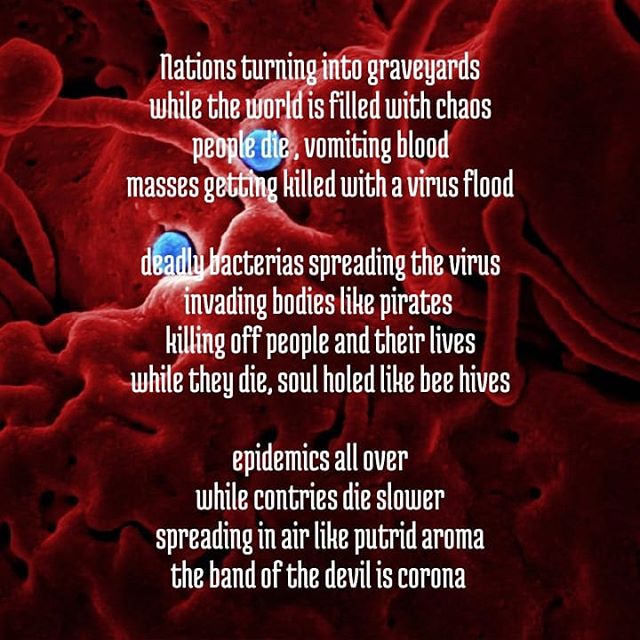 Nations turning into graveyards
while the world is filled with chaos
people die , vomiting blood
masses getting killed with a virus flood
deadly bacterias spreading the virus
invading bodies like pirates
killing off people and their lives
while they die, soul holed like bee hives
epidemics all over
while contries die slower
spreading in air like putrid aroma
the band of the devil is corona